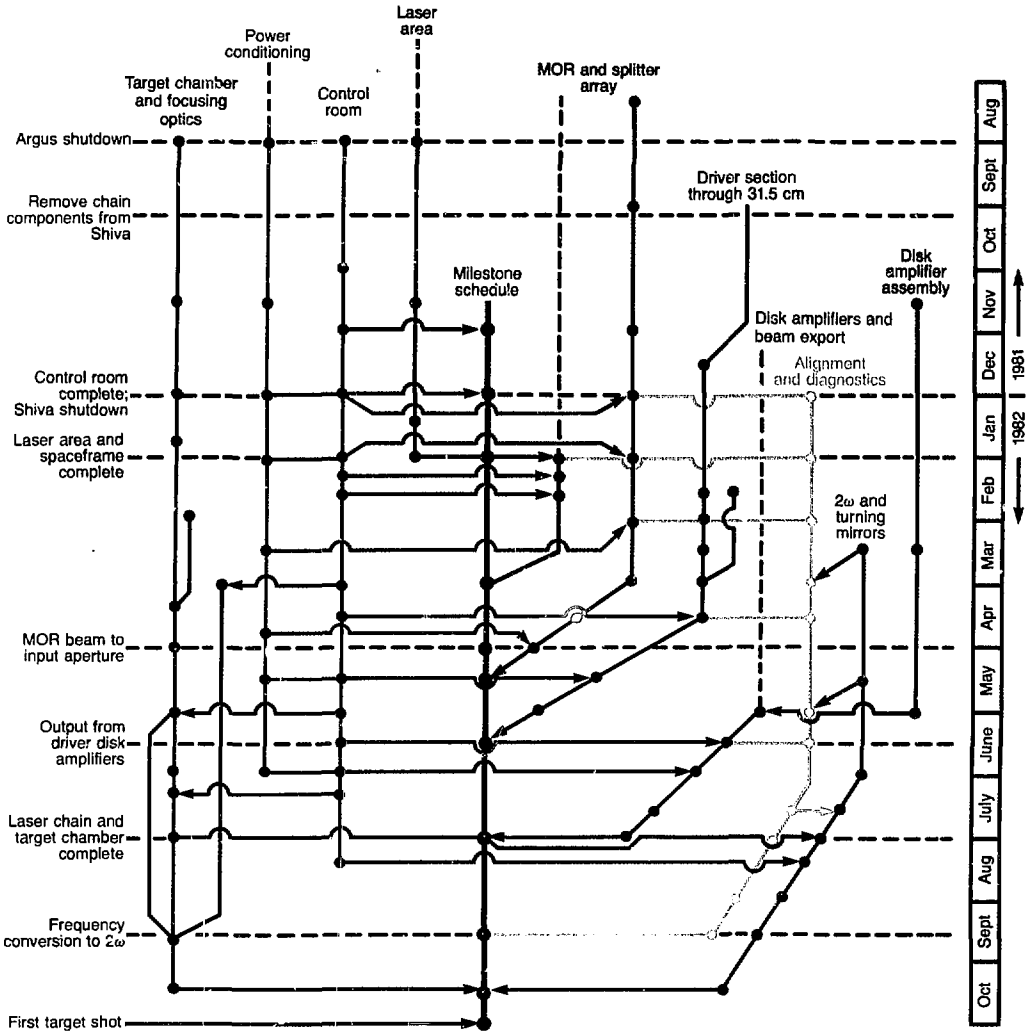 Laser
area
Power
conditioning
MOR and splitter
array
Target chamber
and focusing
optics
Control
room
Argus shutdown
Driver section
through 31.5 cm
Remove chain
components from
Shiva
Disk
amplifier
assembly
Milestone
schedule
Disk amplifiers and
beam export
Alignment
and diagnostics
Control room
complete;
Shiva shutdown
Laser area and
spaceframe
complete
2ω and
turning
mirrors
MOR beam to
input aperture
Output from
driver disk
amplifiers
Laser chain and
target chamber
complete
Frequency
conversion to 2ω
First target shot
Aug
Sept
Oct
Nov
Dec
Jan
Feb
Mar
Apr
May
June
July
Aug
Sept
Oct
1981
1982